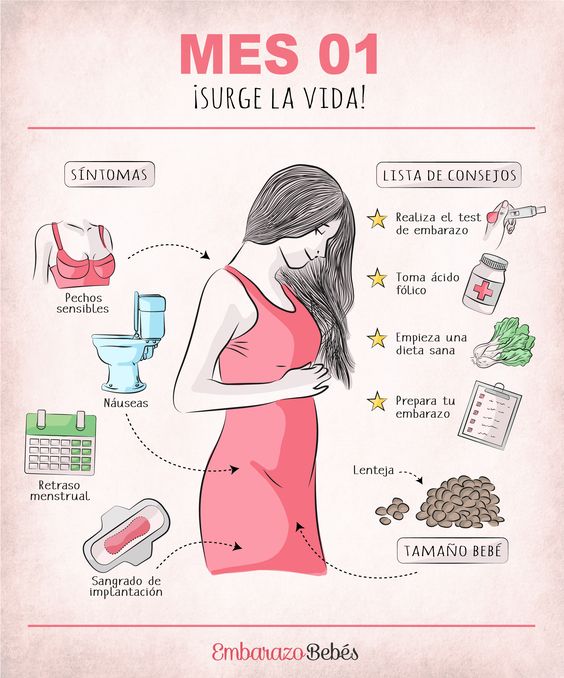 MES 01
¡SURGE LA VIDA!
SÍNTOMAS
Pechos
sensibles
Náuseas
Retraso
menstrual
Sangrado de
implantación
LISTA DE CONSEJOS
Realiza el test
de embarazo
Toma ácido
fólico
Empieza una
dieta sana
Prepara tu
embarazo
Lenteja
TAMAÑO BEBÉ
EmbarazoBebés